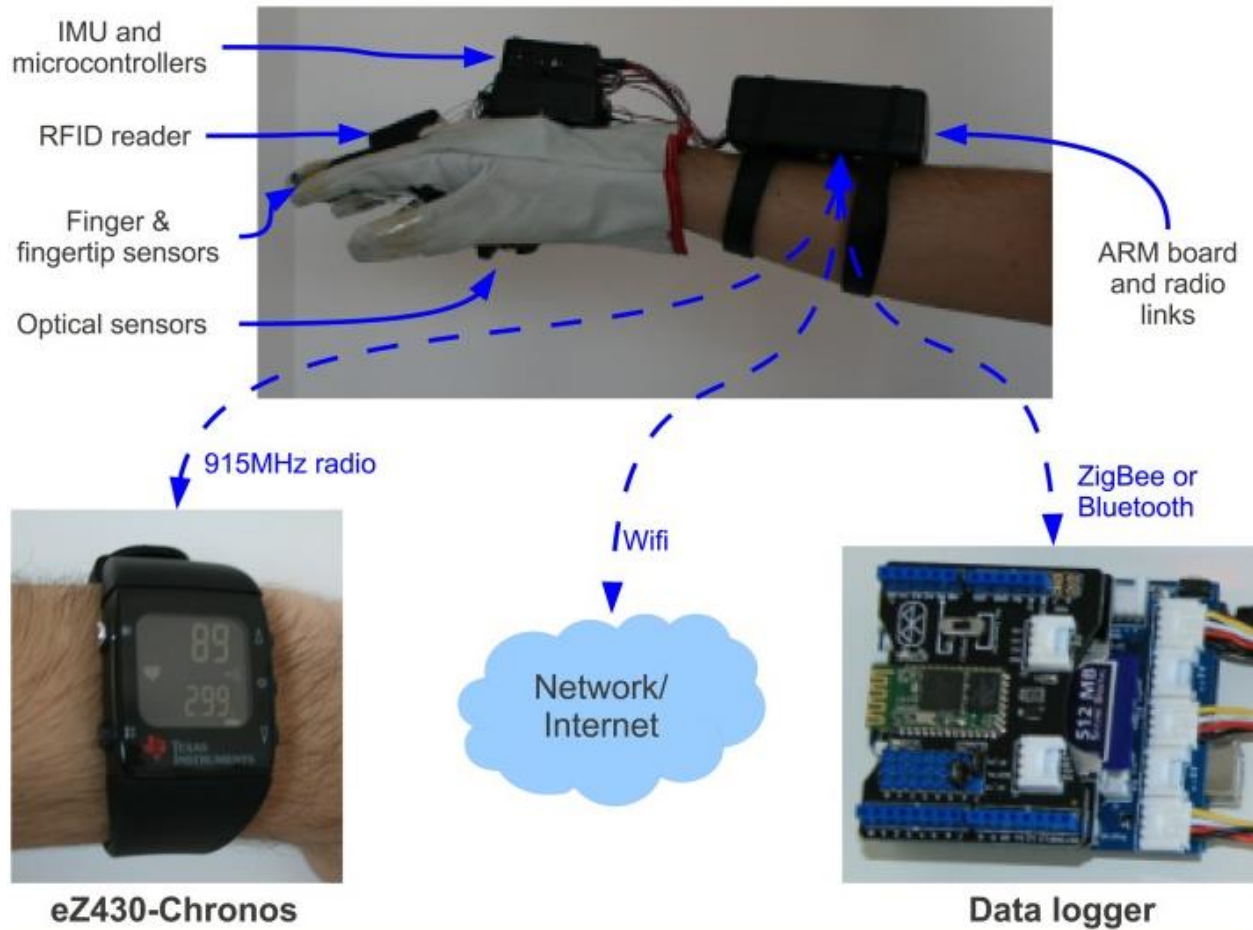 IMU and
microcontrollers
RFID reader
Finger &
fingertip sensors
Optical sensors
ARM board
and radio
links
915MHz radio
Wifi
ZigBee or
Bluetooth
89
299
TEXAS
INSTRUMENTS
Network/
Internet
512 MB
eZ430-Chronos
Data logger